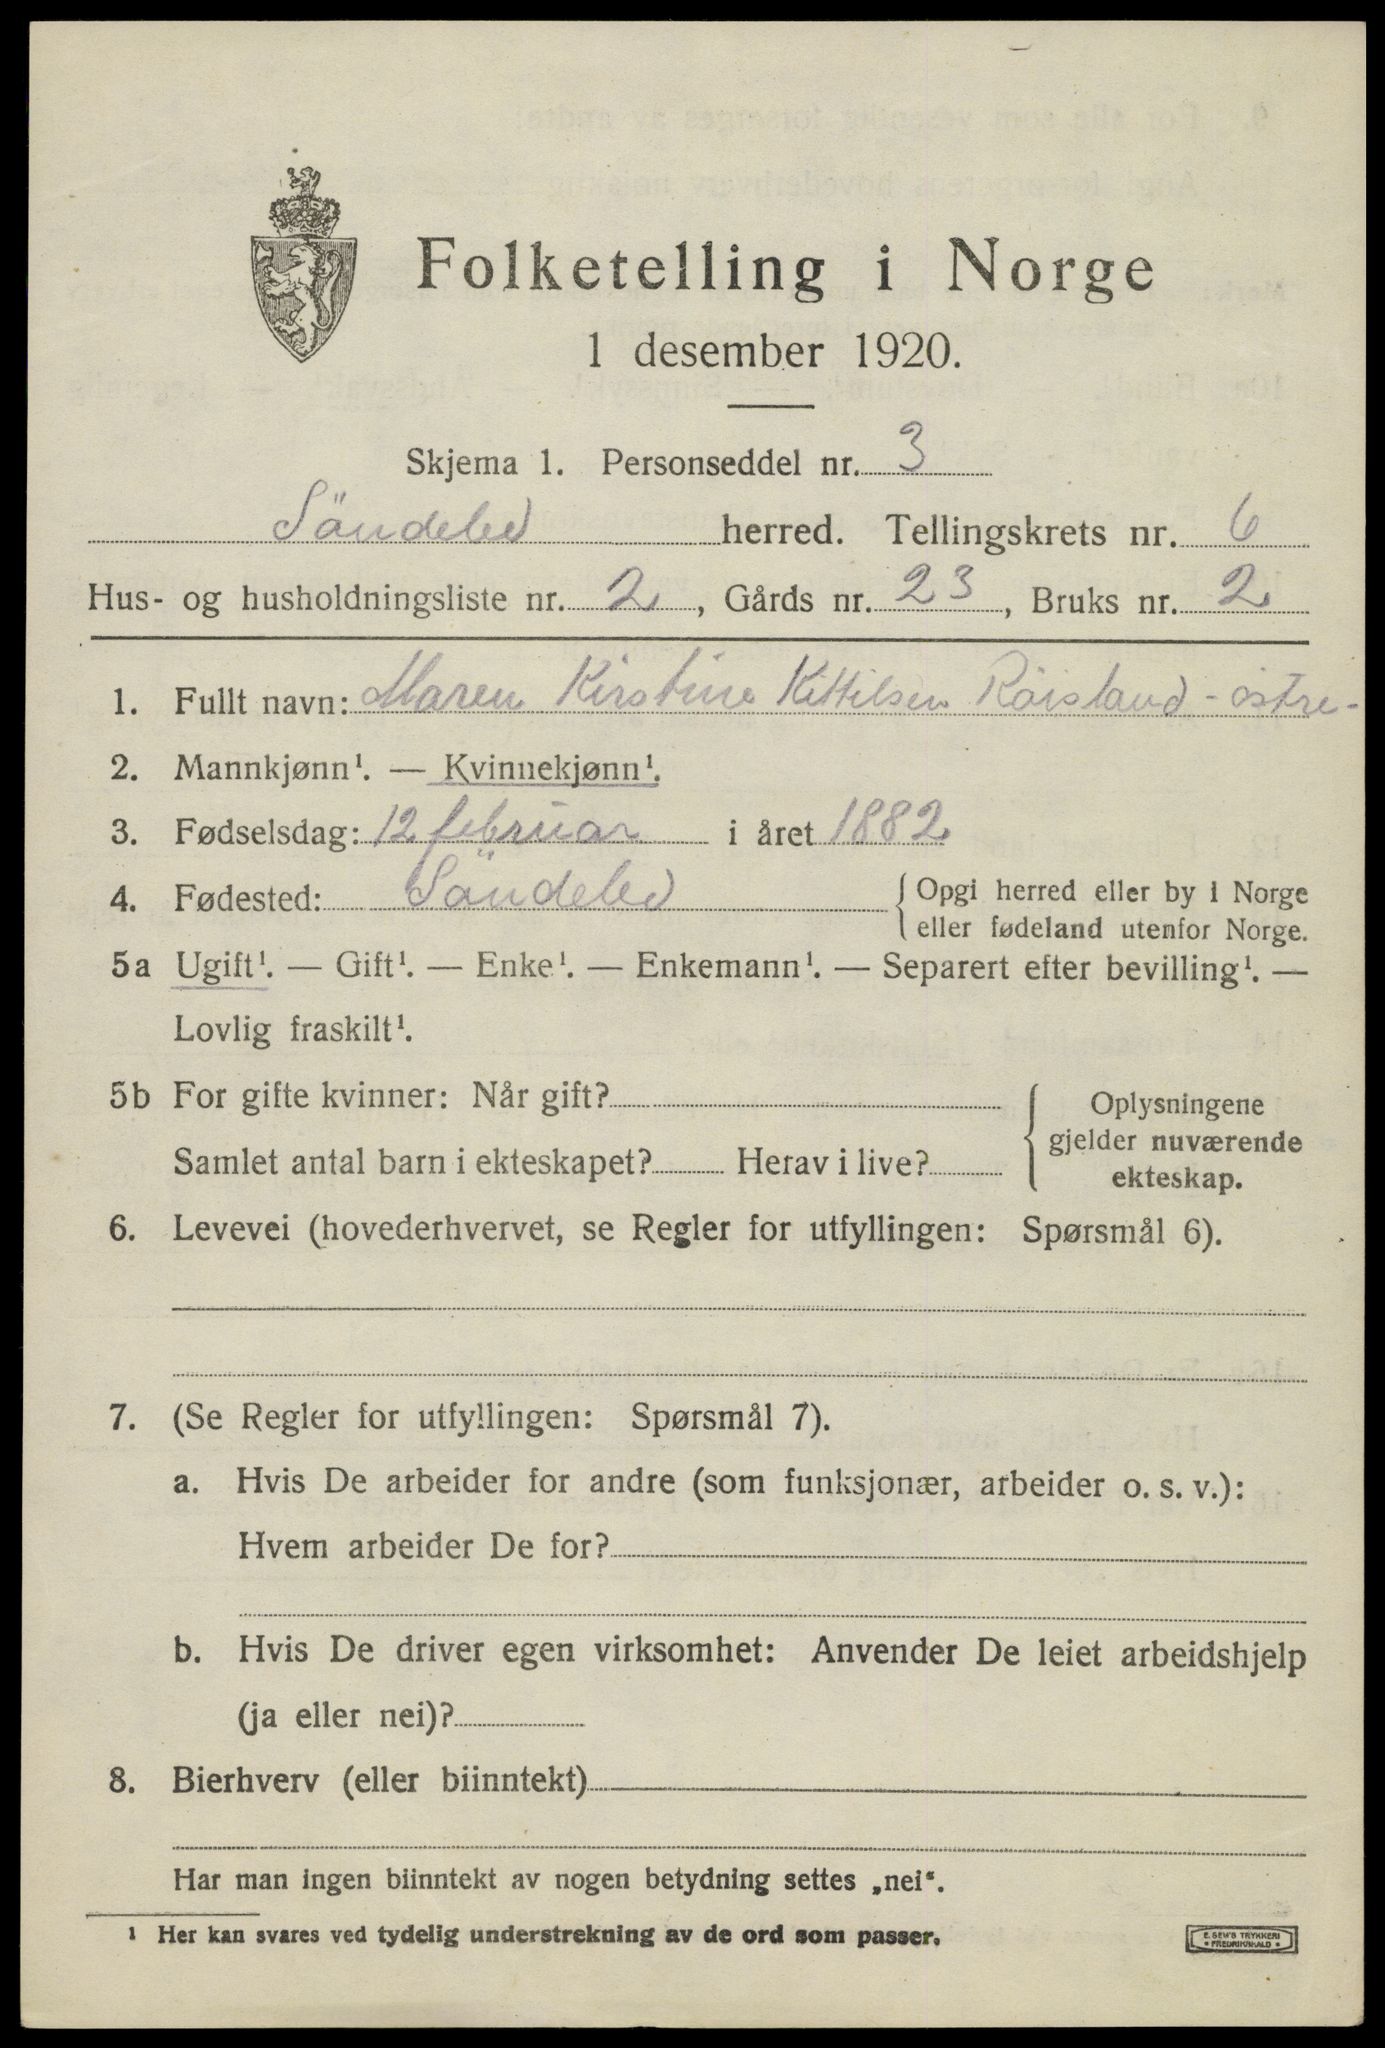 Folketelling i Norge
1 desember 1920.
Skjema 1. Personseddel nr. 3
Söndeled herred. Tellingskrets nr. 6
Hus- og husholdningsliste nr. 2, Gårds nr. 23, Bruks nr. 2
1. Fullt navn: Maren Kirstine Kittilsen Röisland - östre -
2. Mannkjønn¹. — Kvinnekjønn¹.
3. Fødselsdag: 12 februar i året 1882
4. Fødested: Söndeled { Opgi herred eller by i Norge
eller fødeland utenfor Norge.
5a Ugift¹. — Gift¹. — Enke¹. — Enkemann¹. — Separert efter bevilling¹. —
Lovlig fraskilt¹.
5b For gifte kvinner: Når gift?
Samlet antal barn i ekteskapet? Herav i live?
Oplysningene
gjelder nuværende
ekteskap.
6. Levevei (hovederhvervet, se Regler for utfyllingen: Spørsmål 6).
7. (Se Regler for utfyllingen: Spørsmål 7).
a. Hvis De arbeider for andre (som funksjonær, arbeider o. s. v.):
Hvem arbeider De for?
b. Hvis De driver egen virksomhet: Anvender De leiet arbeidshjelp
(ja eller nei)?
8. Bierhverv (eller biinntekt)
Har man ingen biinntekt av nogen betydning settes „nei“.
¹ Her kan svares ved tydelig understrekning av de ord som passer.
E. SEM'S TRYKKERI
• FREDRIKSHALD •